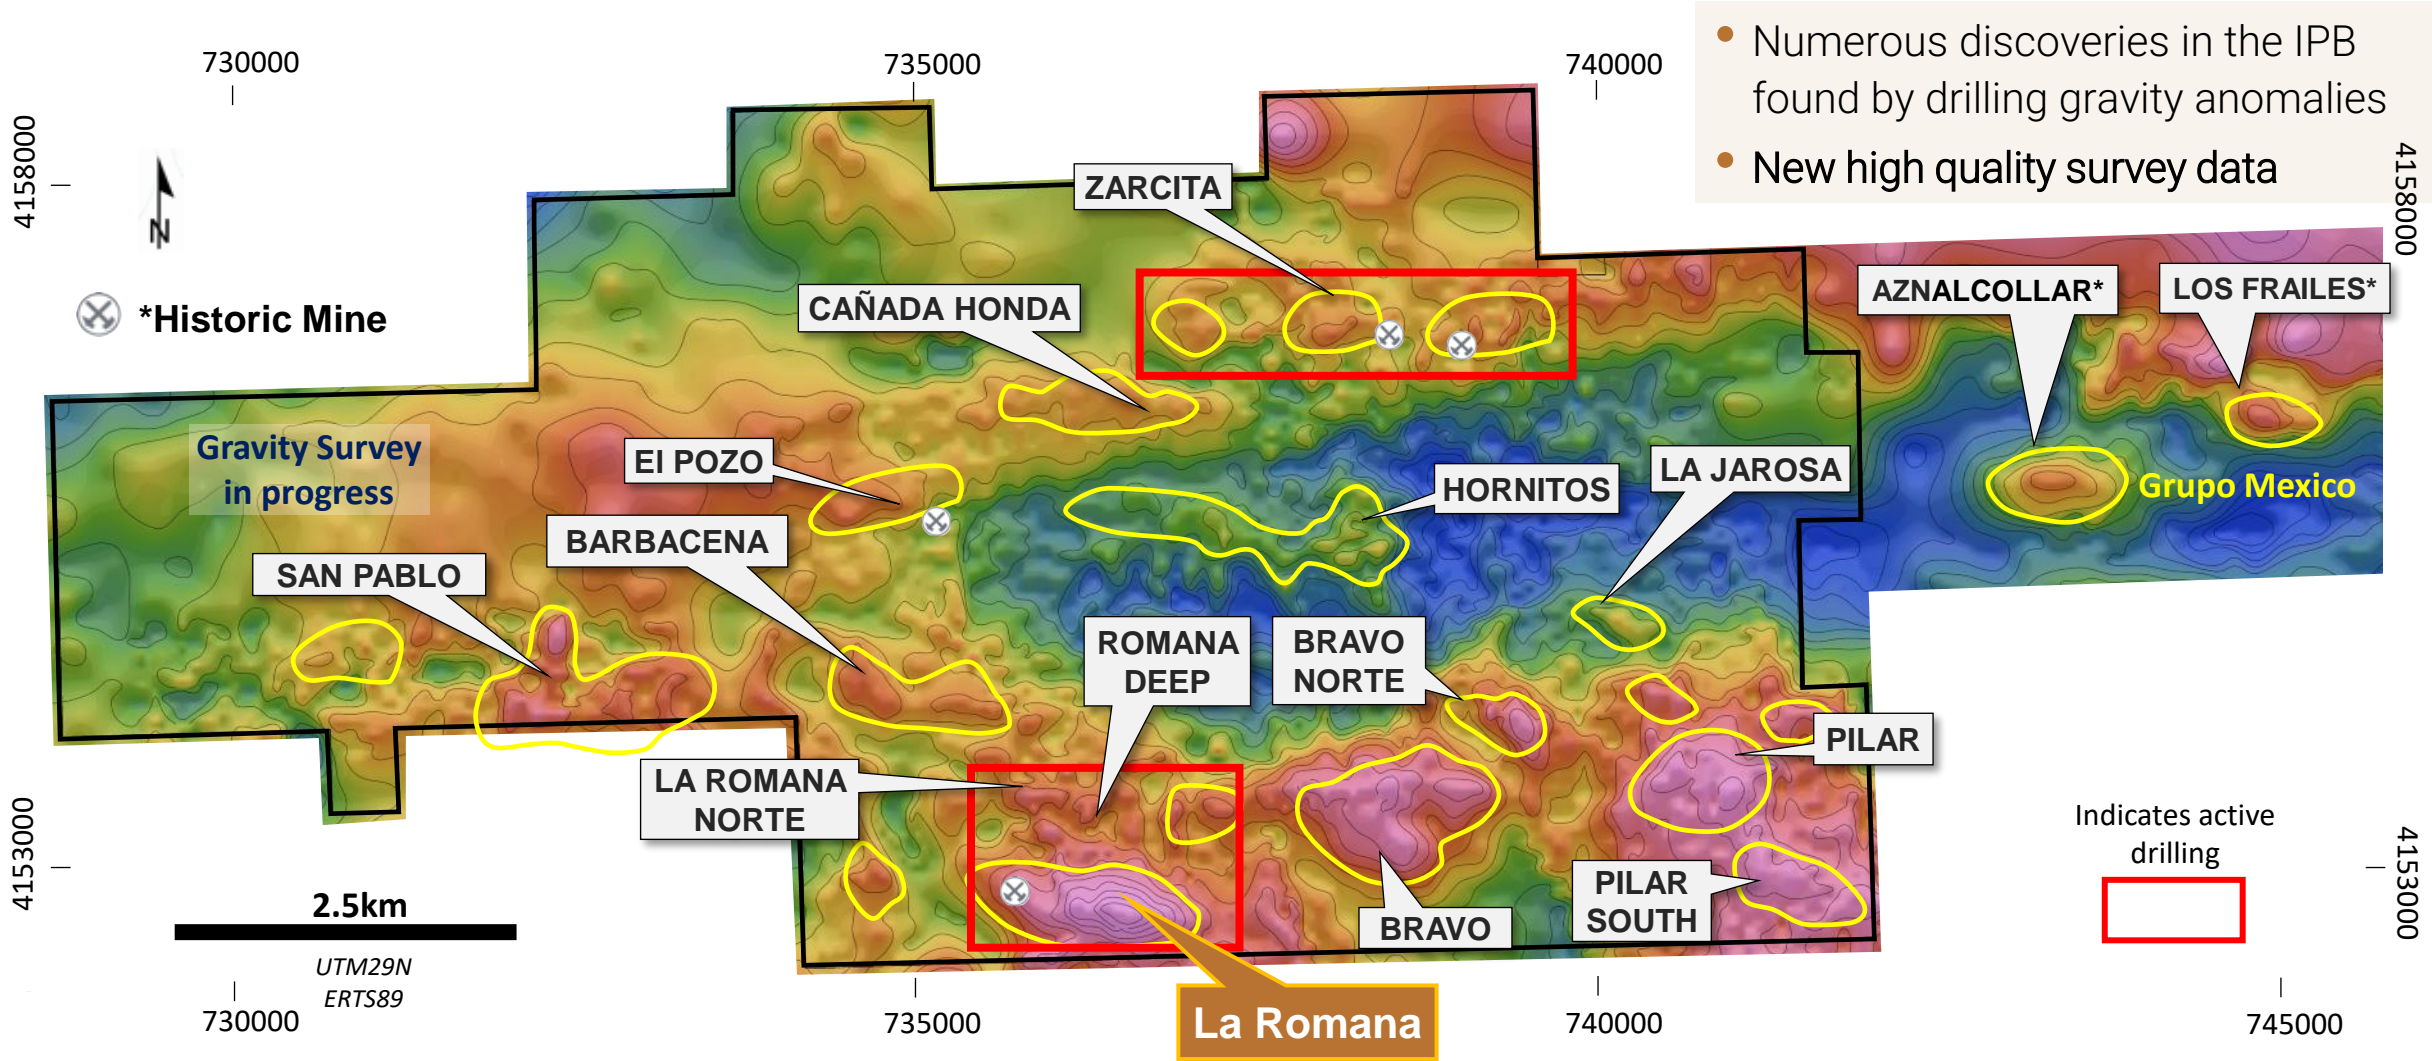 • Numerous discoveries in the IPB
found by drilling gravity anomalies
• New high quality survey data
730000
735000
740000
4158000
4158000
N
*Historic Mine
ZARCITA
CAÑADA HONDA
AZNALCOLLAR*
LOS FRAILES*
Gravity Survey
in progress
El POZO
HORNITOS
LA JAROSA
Grupo Mexico
BARBACENA
SAN PABLO
ROMANA
DEEP
BRAVO
NORTE
PILAR
LA ROMANA
NORTE
Indicates active
drilling
4153000
4153000
2.5km
PILAR
SOUTH
BRAVO
UTM29N
ERTS89
La Romana
730000
735000
740000
745000